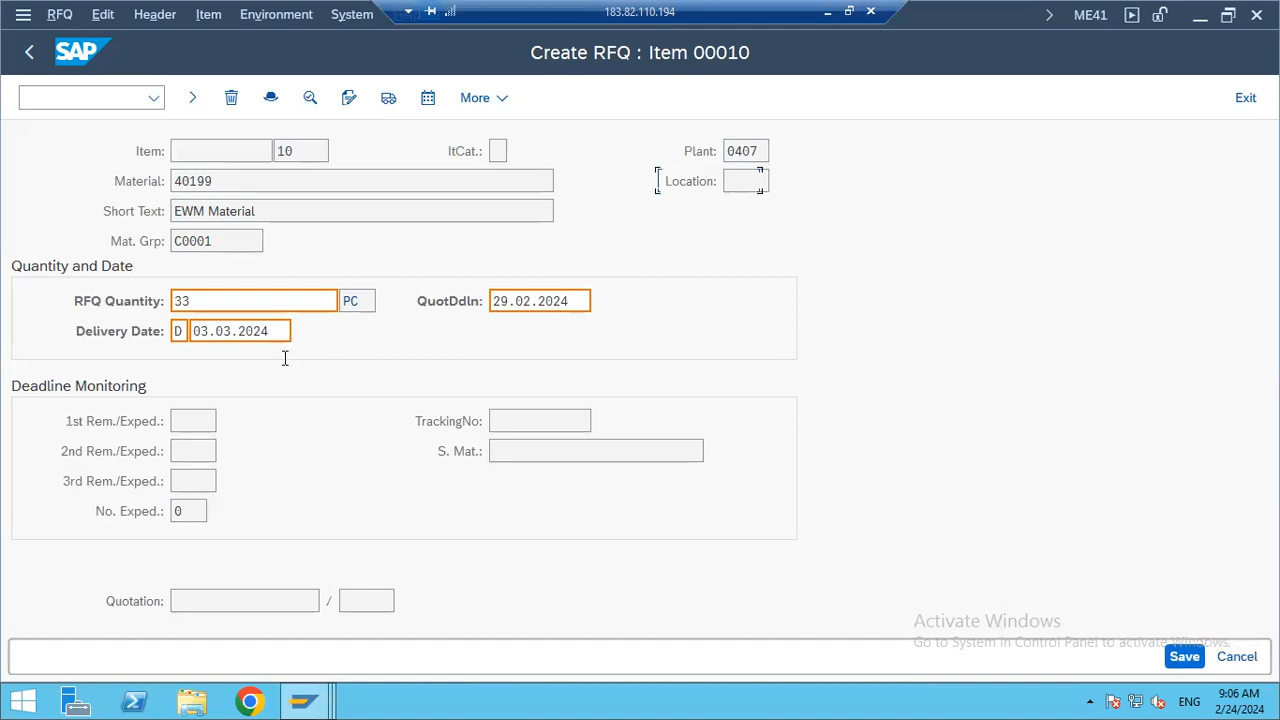 RFQ Edit Header Item Environment System 183.82.110.194 ME41
SAP Create RFQ : Item 00010
More Exit
Item: 10 ItCat.: Plant: 0407
Material: 40199 Location:
Short Text: EWM Material
Mat. Grp: C0001
Quantity and Date
RFQ Quantity: 33 PC QuotDdln: 29.02.2024
Delivery Date: D 03.03.2024
Deadline Monitoring
1st Rem./Exped.: TrackingNo:
2nd Rem./Exped.: S. Mat.:
3rd Rem./Exped.:
No. Exped.: 0
Quotation: /
Activate Windows
Go to System in Control Panel to activate Windows.
Save Cancel
ENG 9:06 AM
2/24/2024